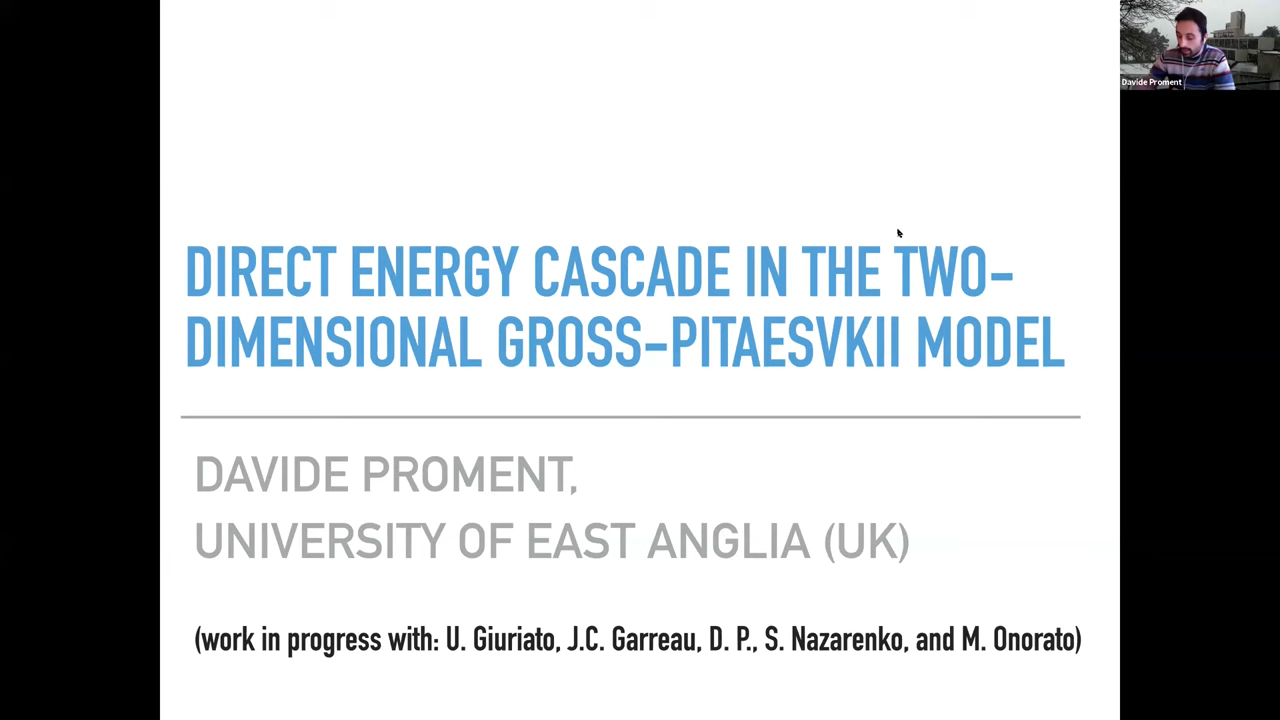 Davide Proment
DIRECT ENERGY CASCADE IN THE TWO-
DIMENSIONAL GROSS-PITAESVKII MODEL
DAVIDE PROMENT,
UNIVERSITY OF EAST ANGLIA (UK)
(work in progress with: U. Giuriato, J.C. Garreau, D. P., S. Nazarenko, and M. Onorato)